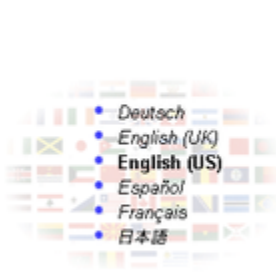 Deutsch
English (UK)
English (US)
Español
Français
日本語